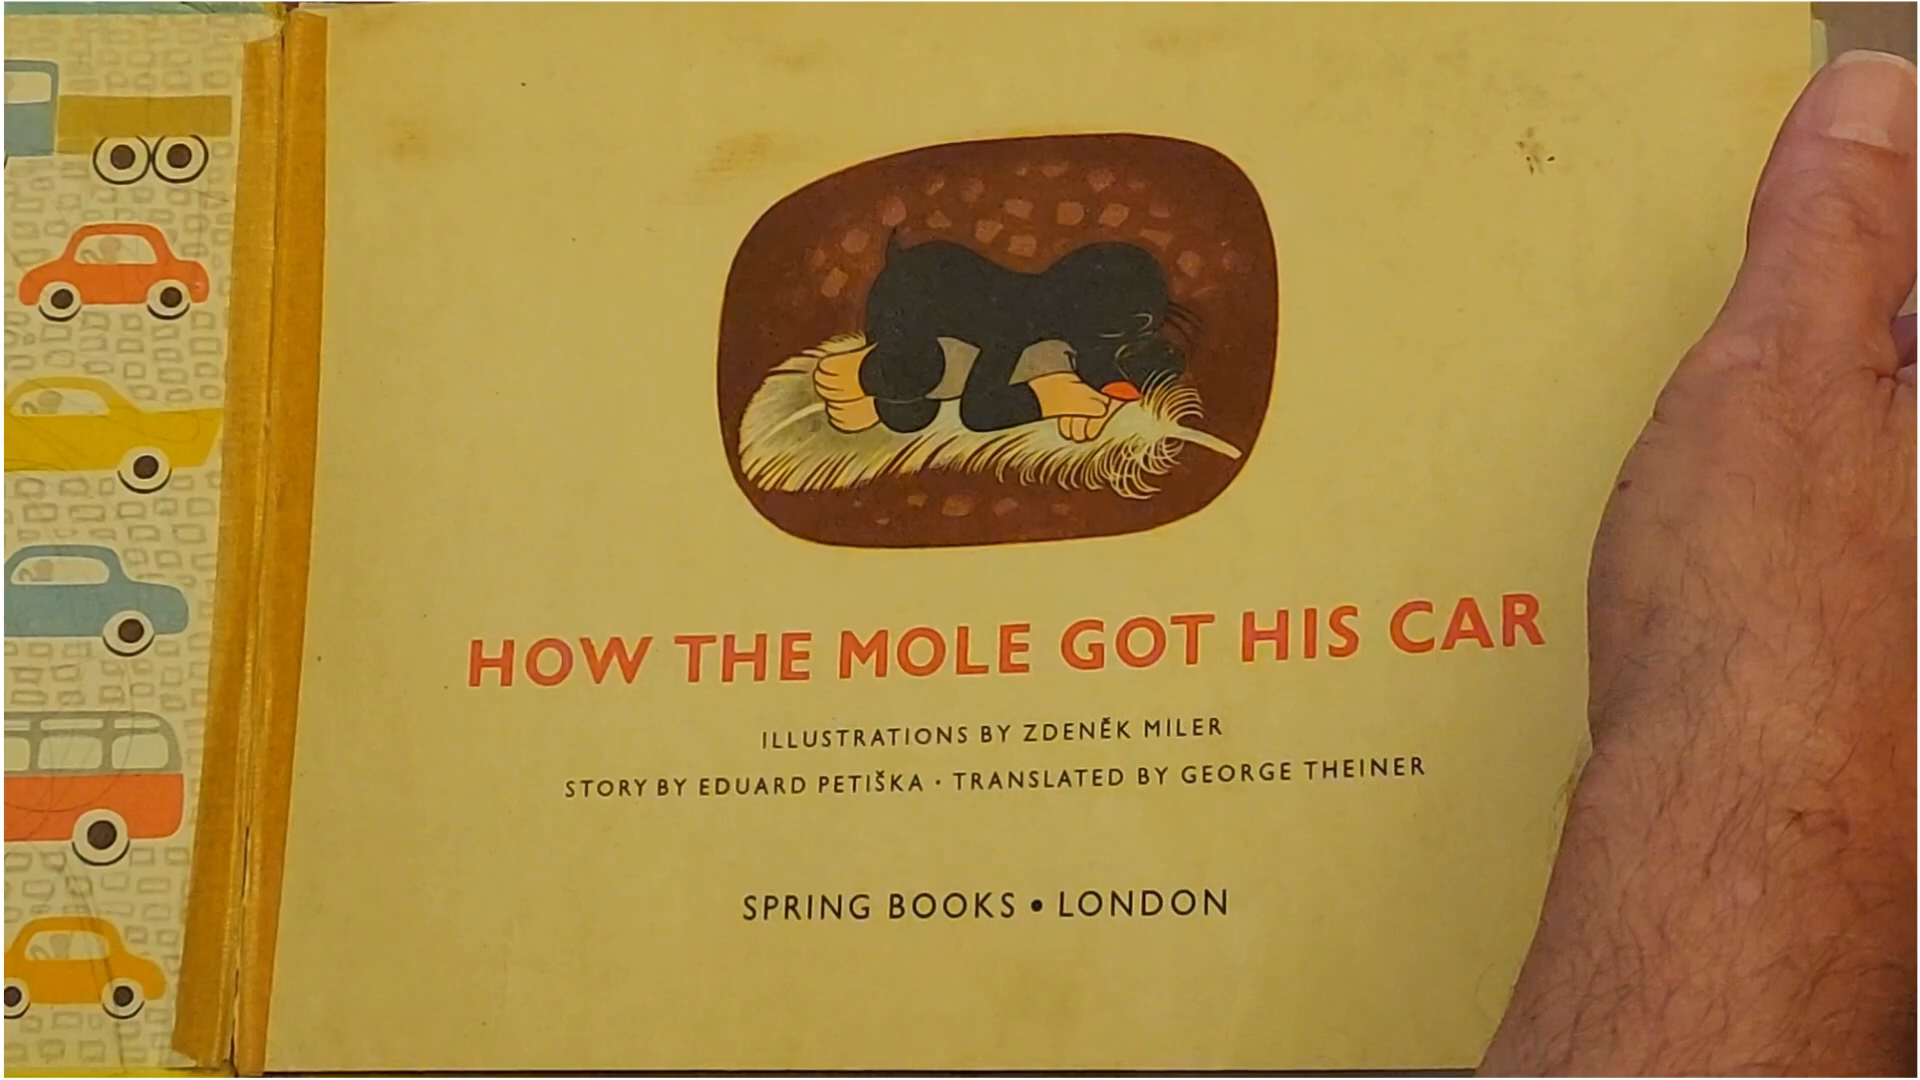 HOW THE MOLE GOT HIS CAR
ILLUSTRATIONS BY ZDENĚK MILER
STORY BY EDUARD PETIŠKA • TRANSLATED BY GEORGE THEINER
SPRING BOOKS • LONDON